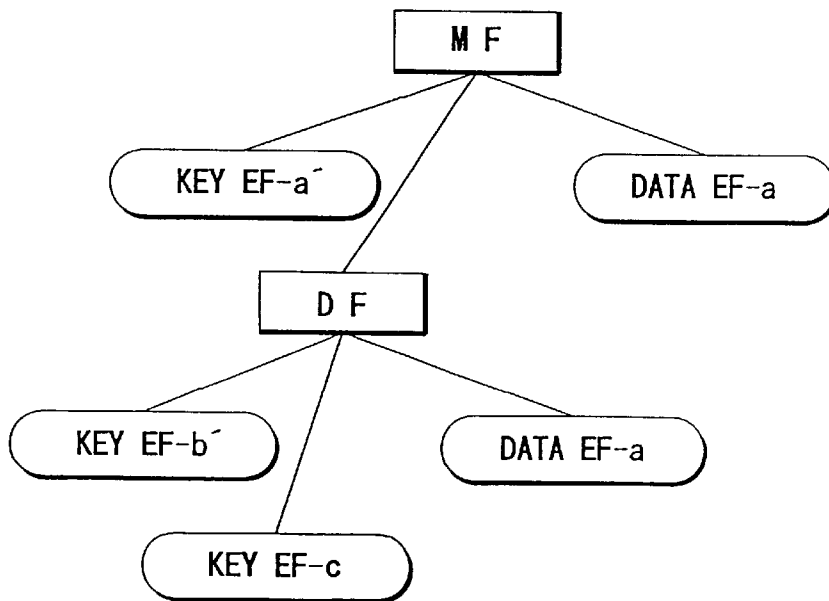 M F
KEY EF-a´
DATA EF-a
D F
KEY EF-b´
DATA EF-a
KEY EF-c